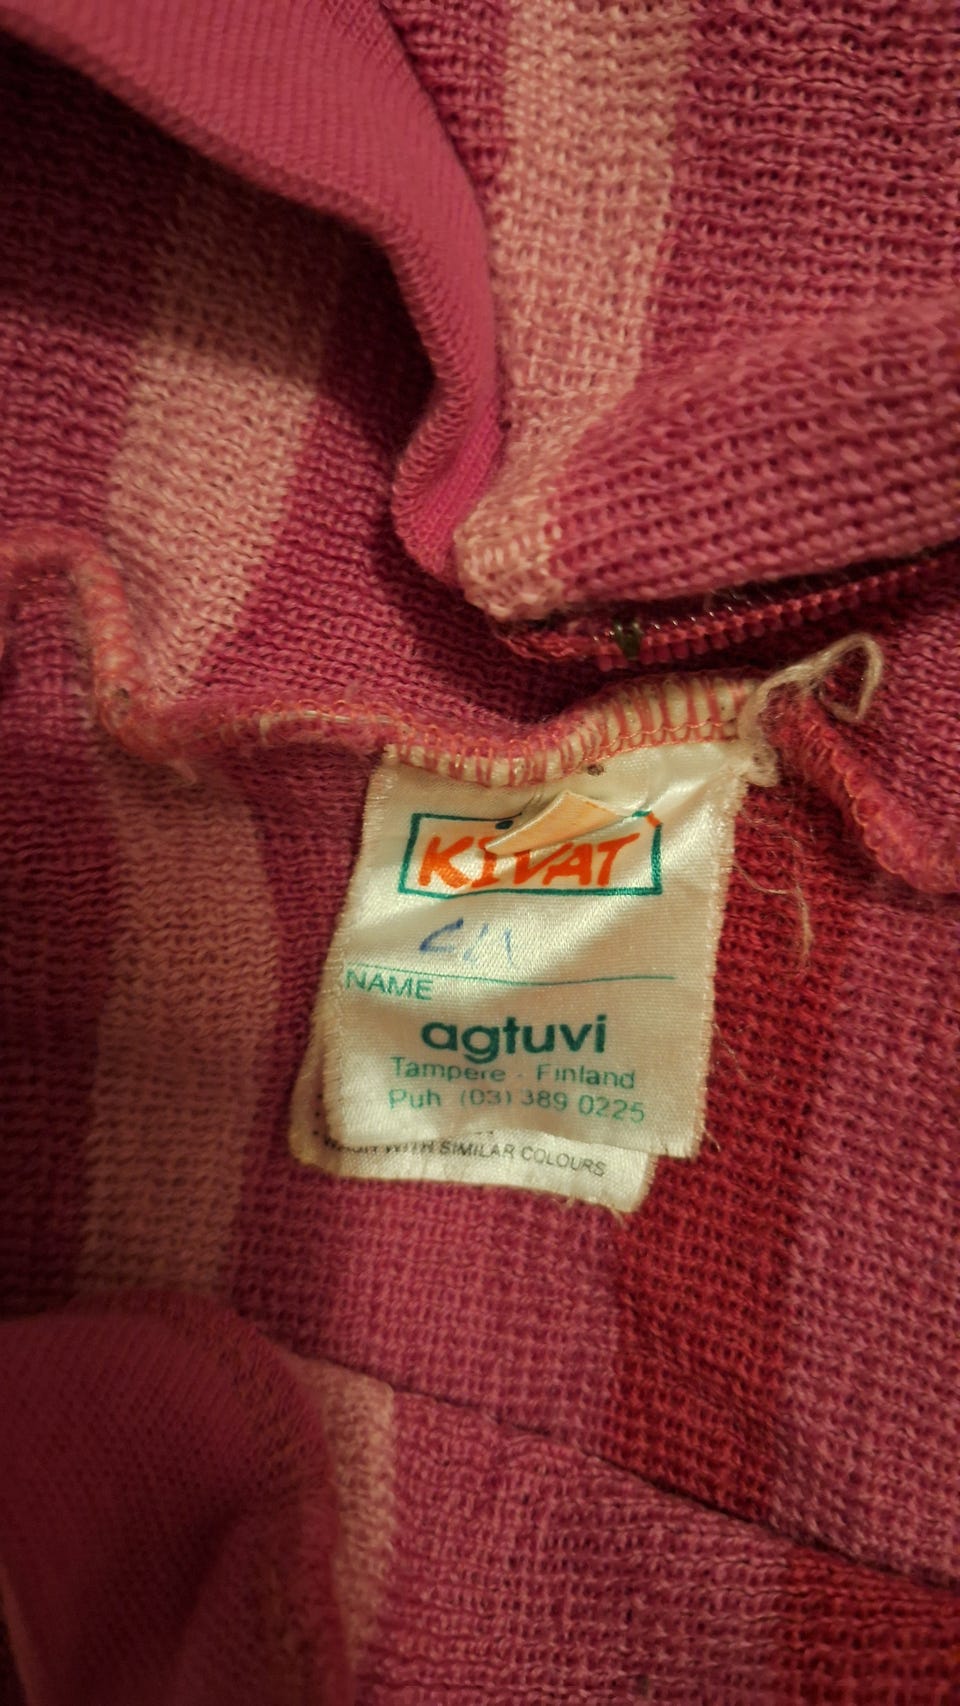 KIVAT
NAME
agtuvi
Tampere - Finland
Puh (03) 389 0225
WASH WITH SIMILAR COLOURS